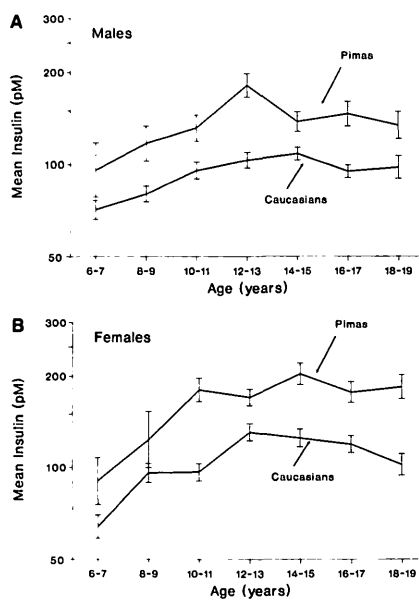 A
Males
Mean Insulin (pM)
300
200
100
50
Pimas
Caucasians
6-7 8-9 10-11 12-13 14-15 16-17 18-19
Age (years)
B
Females
Mean Insulin (pM)
300
200
100
50
Pimas
Caucasians
6-7 8-9 10-11 12-13 14-15 16-17 18-19
Age (years)